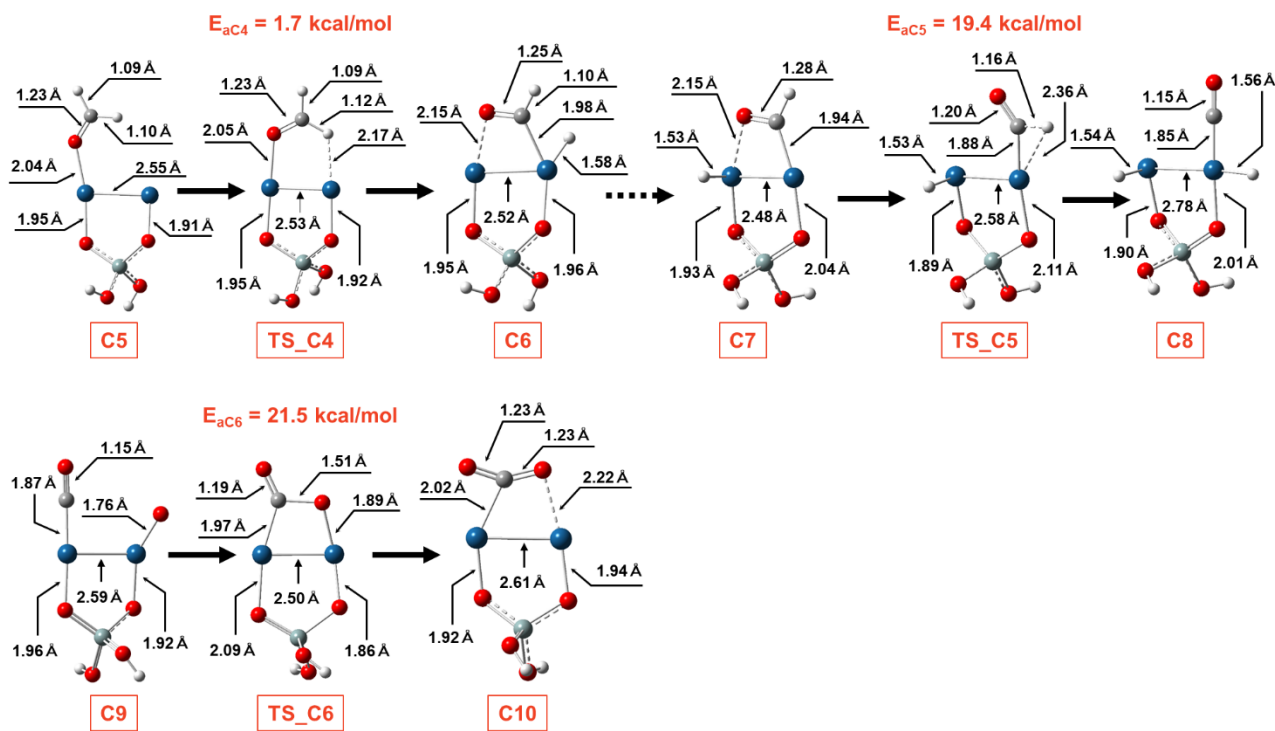 E_aC4 = 1.7 kcal/mol
E_aC5 = 19.4 kcal/mol
1.09 Å
1.23 Å
1.10 Å
2.04 Å
2.55 Å
1.95 Å
1.91 Å
C5
1.23 Å
1.09 Å
1.12 Å
2.05 Å
2.17 Å
2.53 Å
1.95 Å
1.92 Å
TS_C4
1.25 Å
1.10 Å
1.98 Å
2.15 Å
1.58 Å
2.52 Å
1.95 Å
1.96 Å
C6
2.15 Å
1.28 Å
1.53 Å
1.94 Å
2.48 Å
1.93 Å
2.04 Å
C7
1.16 Å
1.20 Å
2.36 Å
1.88 Å
1.53 Å
2.58 Å
1.89 Å
2.11 Å
TS_C5
1.56 Å
1.15 Å
1.85 Å
1.54 Å
2.78 Å
1.90 Å
2.01 Å
C8
E_aC6 = 21.5 kcal/mol
1.15 Å
1.87 Å
1.76 Å
2.59 Å
1.96 Å
1.92 Å
C9
1.51 Å
1.19 Å
1.89 Å
1.97 Å
2.50 Å
2.09 Å
1.86 Å
TS_C6
1.23 Å
1.23 Å
2.02 Å
2.22 Å
2.61 Å
1.92 Å
1.94 Å
C10